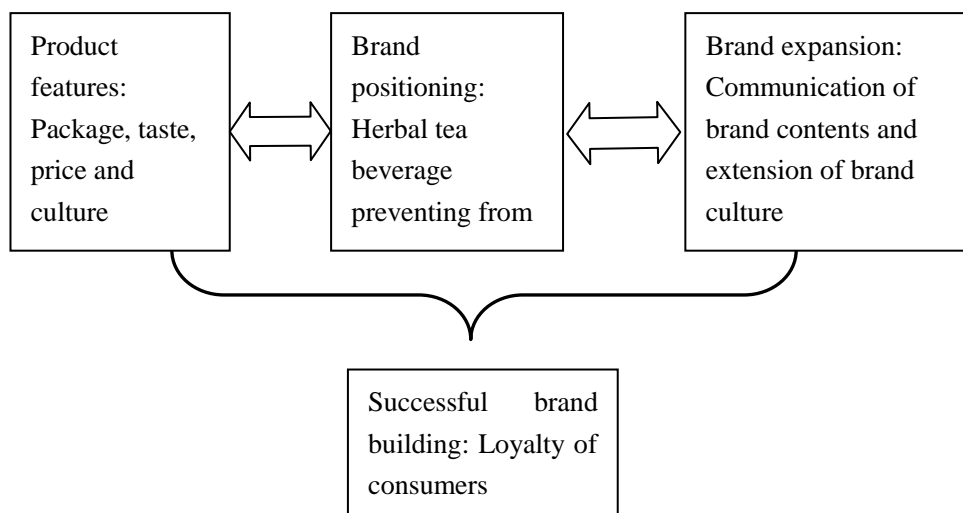 Product
features:
Package, taste,
price and
culture
Brand
positioning:
Herbal tea
beverage
preventing from
Brand expansion:
Communication of
brand contents and
extension of brand
culture
Successful brand
building: Loyalty of
consumers